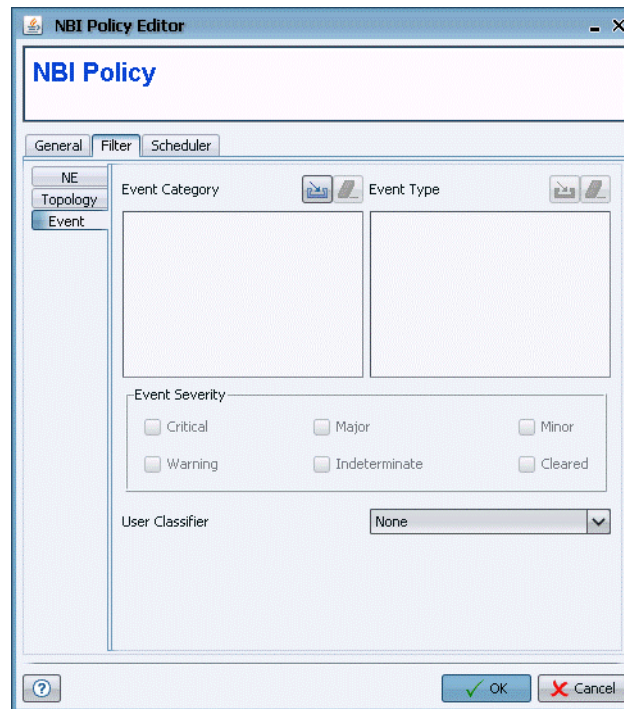 NBI Policy Editor
NBI Policy
General Filter Scheduler
NE
Topology
Event
Event Category Event Type
Event Severity
Critical Major Minor
Warning Indeterminate Cleared
User Classifier None
? OK Cancel